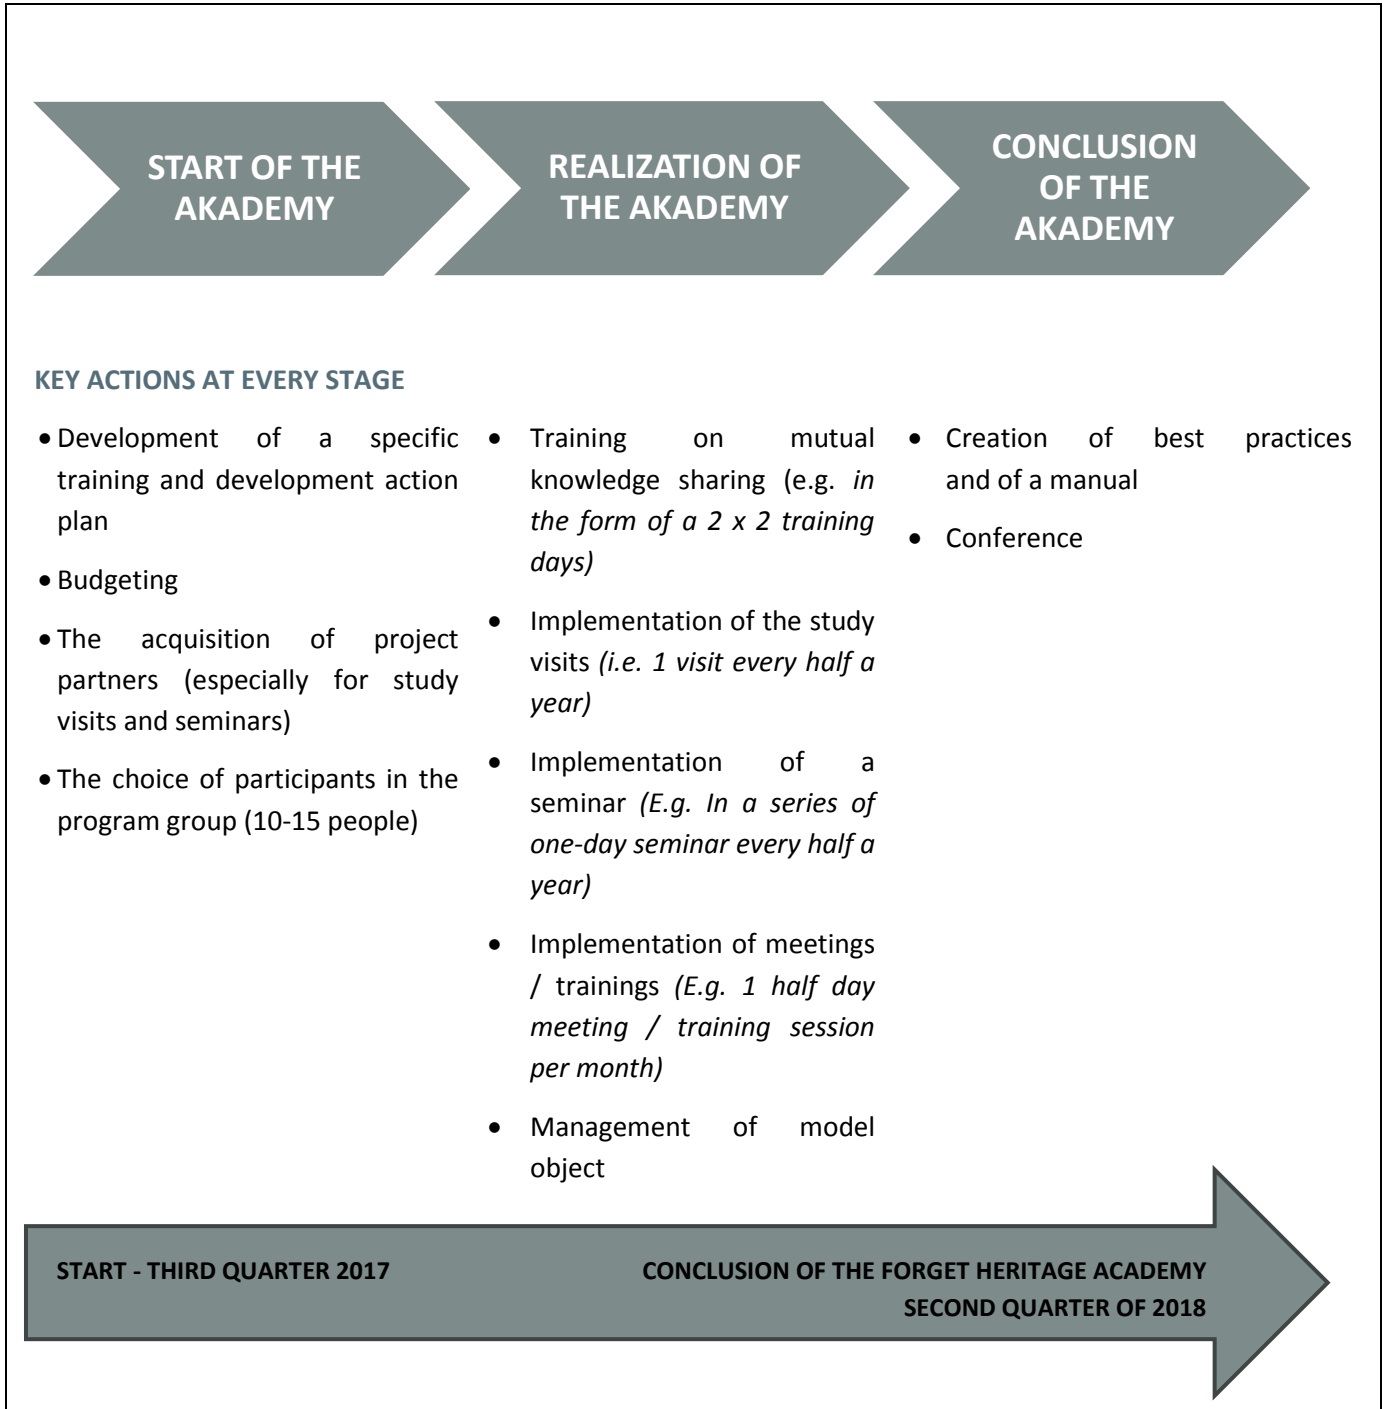 START OF THE
AKADEMY
REALIZATION OF
THE AKADEMY
CONCLUSION
OF THE
AKADEMY
KEY ACTIONS AT EVERY STAGE
• Development of a specific
training and development action
plan
• Budgeting
• The acquisition of project
partners (especially for study
visits and seminars)
• The choice of participants in the
program group (10-15 people)
• Training on mutual
knowledge sharing (e.g. in
the form of a 2 x 2 training
days)
• Implementation of the study
visits (i.e. 1 visit every half a
year)
• Implementation of a
seminar (E.g. In a series of
one-day seminar every half a
year)
• Implementation of meetings
/ trainings (E.g. 1 half day
meeting / training session
per month)
• Management of model
object
• Creation of best practices
and of a manual
• Conference
START - THIRD QUARTER 2017
CONCLUSION OF THE FORGET HERITAGE ACADEMY
SECOND QUARTER OF 2018